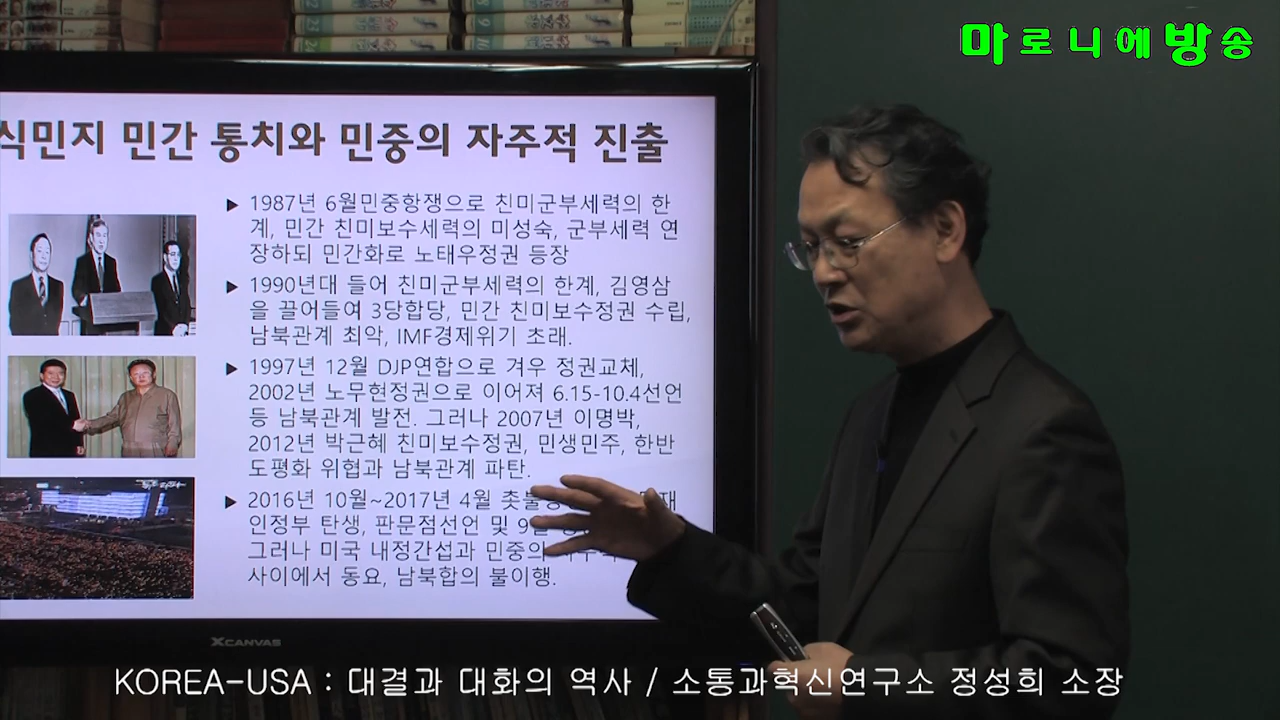 마로니에방송
식민지 민간 통치와 민중의 자주적 진출
▶ 1987년 6월민중항쟁으로 친미군부세력의 한
계, 민간 친미보수세력의 미성숙, 군부세력 연
장하되 민간화로 노태우정권 등장
▶ 1990년대 들어 친미군부세력의 한계, 김영삼
을 끌어들여 3당합당, 민간 친미보수정권 수립,
남북관계 최악, IMF경제위기 초래.
▶ 1997년 12월 DJP연합으로 겨우 정권교체,
2002년 노무현정권으로 이어져 6.15-10.4선언
등 남북관계 발전. 그러나 2007년 이명박,
2012년 박근혜 친미보수정권, 민생민주, 한반
도평화 위협과 남북관계 파탄.
▶ 2016년 10월~2017년 4월
인정부 탄생, 판문점선언 및
그러나 미국 내정간섭과 민중의
사이에서 동요, 남북합의 불이행.
XCANVAS
KOREA-USA : 대결과 대화의 역사 / 소통과혁신연구소 정성희 소장